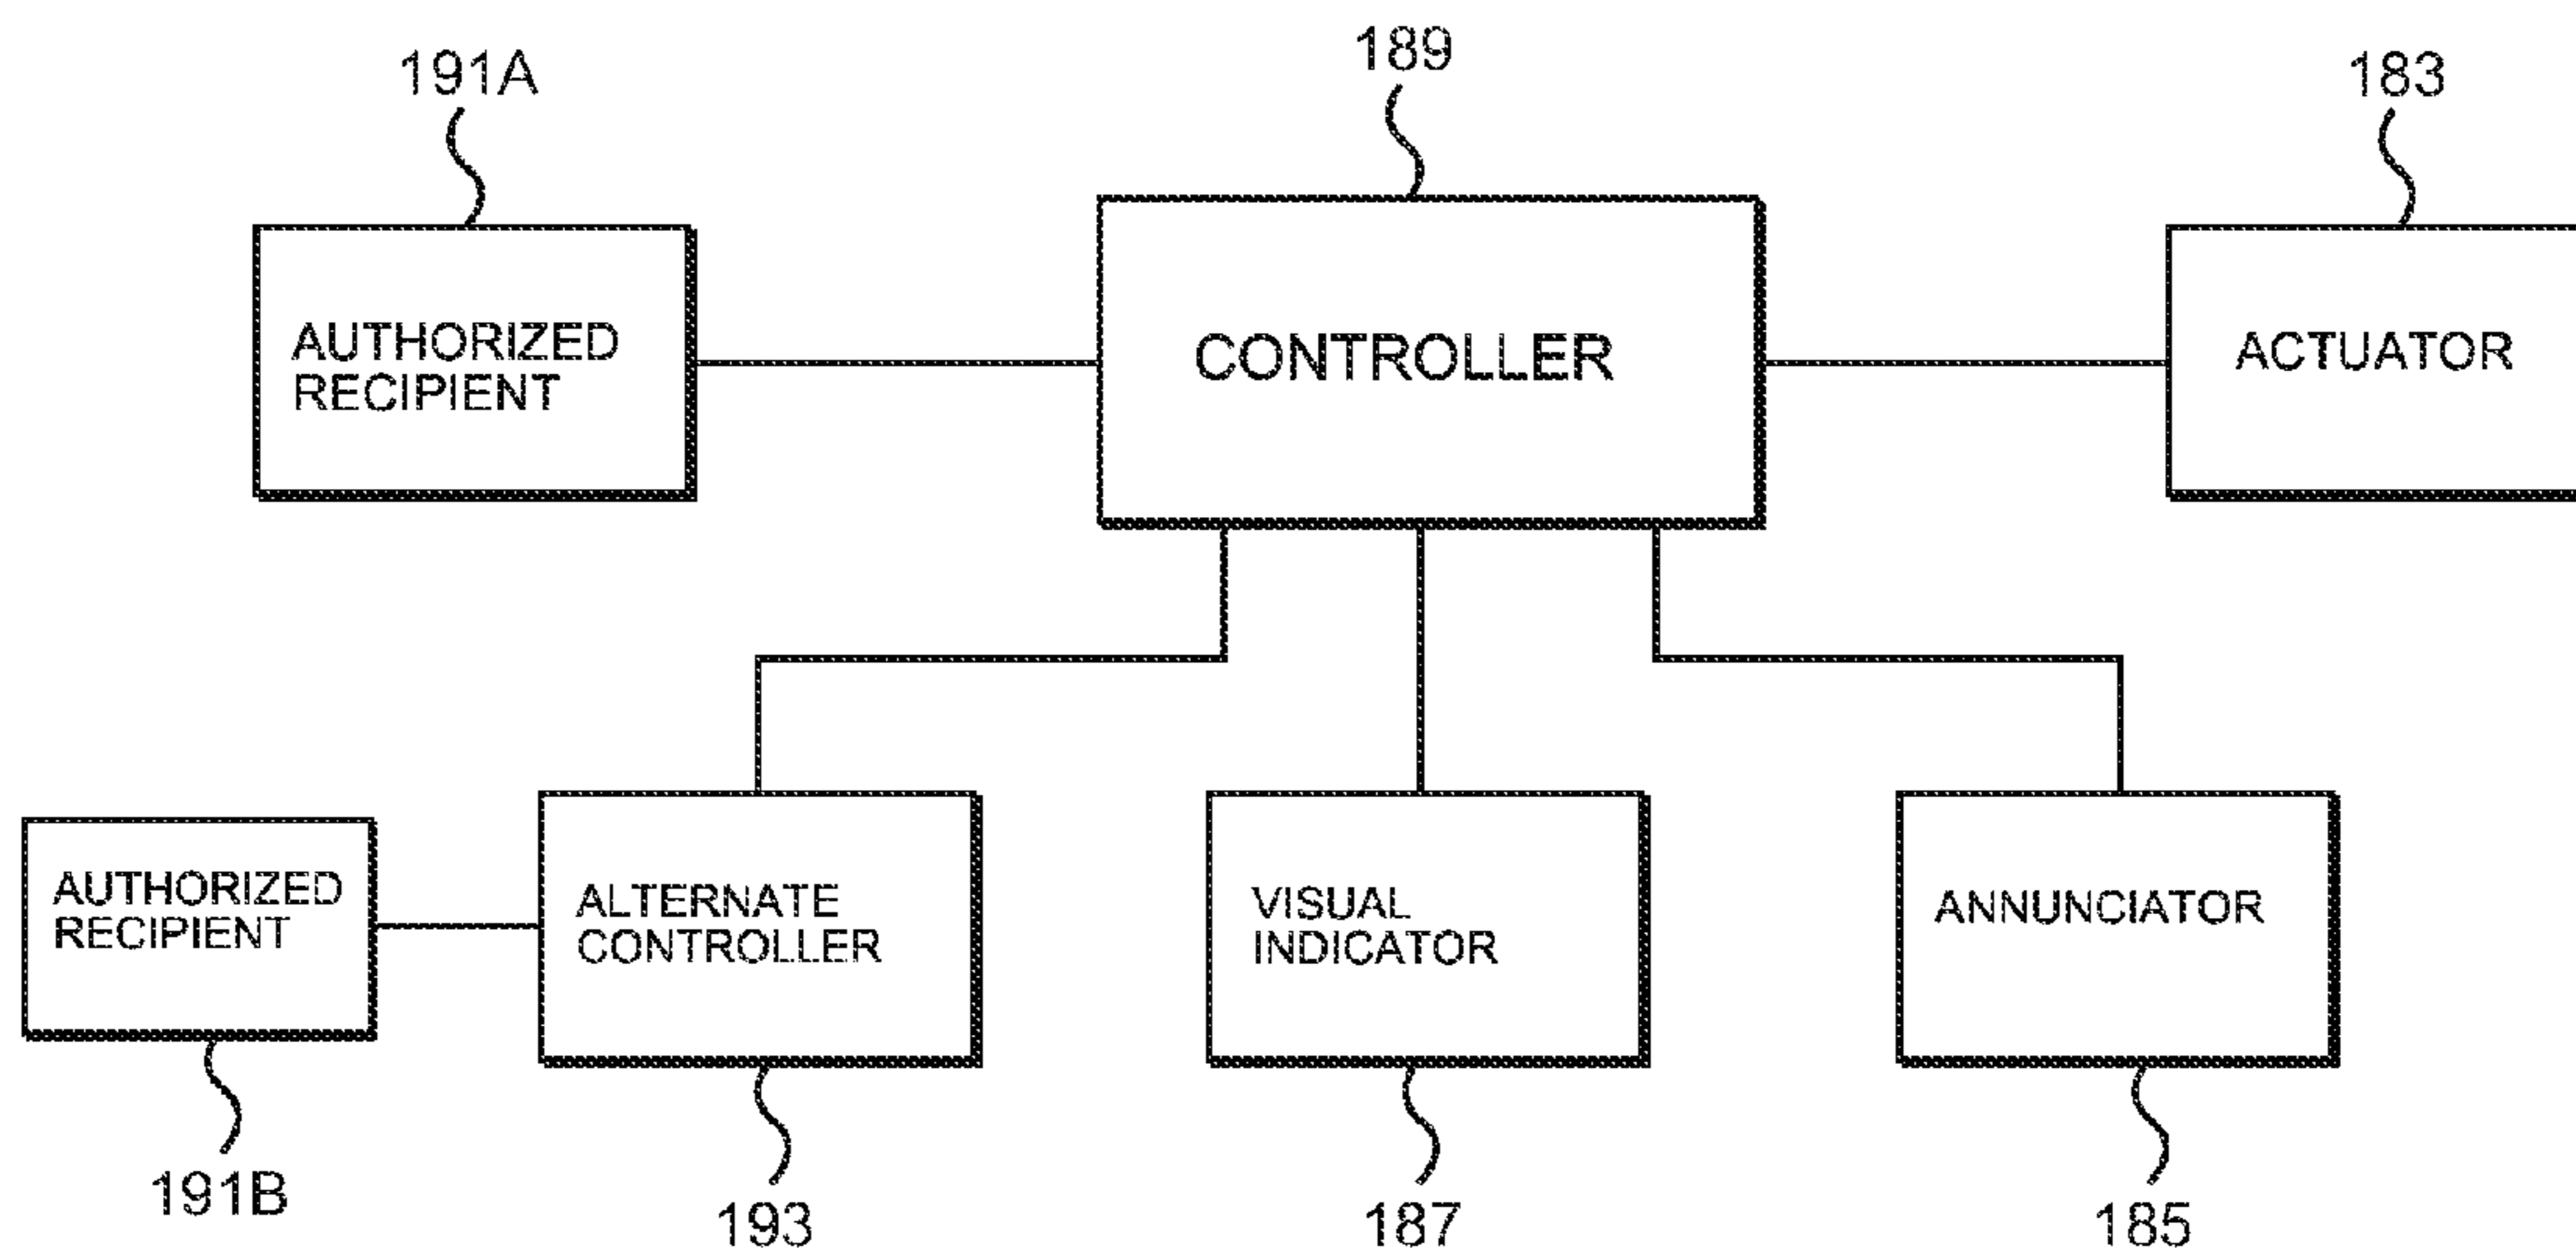 191A
189
183
AUTHORIZED
RECIPIENT
CONTROLLER
ACTUATOR
AUTHORIZED
RECIPIENT
ALTERNATE
CONTROLLER
VISUAL
INDICATOR
ANNUNCIATOR
191B
193
187
185